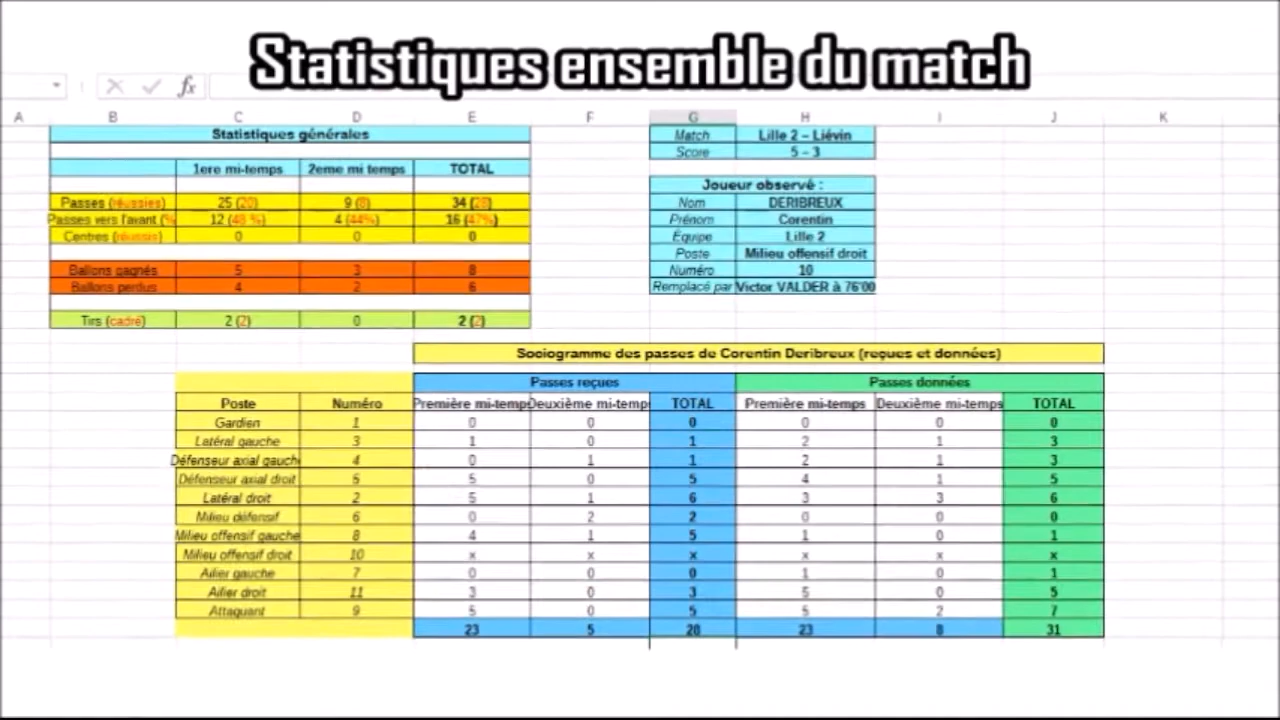 Statistiques ensemble du match
fx
A B C D E F G H I J K
Statistiques générales
1ere mi-temps 2eme mi temps TOTAL
Passes (réussies) 25 (20) 9 (8) 34 (28)
Passes vers l'avant (% 12 (48 %) 4 (44%) 16 (47%)
Centres (réussis) 0 0 0
Ballons gagnés 5 3 8
Ballons perdus 4 2 6
Tirs (cadré) 2 (2) 0 2 (2)
Match Lille 2 – Liévin
Score 5 – 3
Joueur observé :
Nom DERIBREUX
Prénom Corentin
Équipe Lille 2
Poste Milieu offensif droit
Numéro 10
Remplacé par Victor VALDER à 76'00
Sociogramme des passes de Corentin Deribreux (reçues et données)
Passes reçues Passes données
Poste Numéro Première mi-temps Deuxième mi-temps TOTAL Première mi-temps Deuxième mi-temps TOTAL
Gardien 1 0 0 0 0 0 0
Latéral gauche 3 1 0 1 2 1 3
Défenseur axial gauche 4 0 1 1 2 1 3
Défenseur axial droit 5 5 0 5 4 1 5
Latéral droit 2 5 1 6 3 3 6
Milieu défensif 6 0 2 2 0 0 0
Milieu offensif gauche 8 4 1 5 1 0 1
Milieu offensif droit 10 x x x x x x
Ailier gauche 7 0 0 0 1 0 1
Ailier droit 11 3 0 3 5 0 5
Attaquant 9 5 0 5 5 2 7
23 5 28 23 8 31